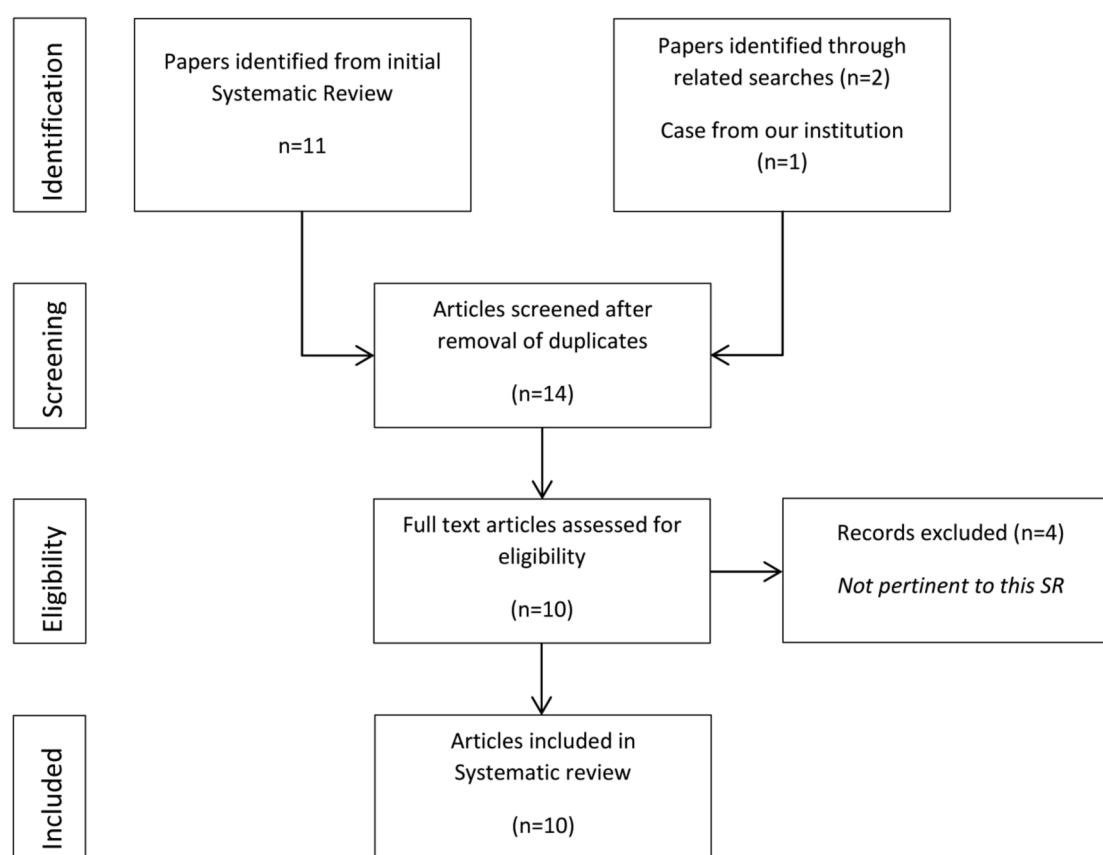 Identification
Papers identified from initial
Systematic Review
n=11
Papers identified through
related searches (n=2)
Case from our institution
(n=1)
Screening
Articles screened after
removal of duplicates
(n=14)
Eligibility
Full text articles assessed for
eligibility
(n=10)
Records excluded (n=4)
Not pertinent to this SR
Included
Articles included in
Systematic review
(n=10)